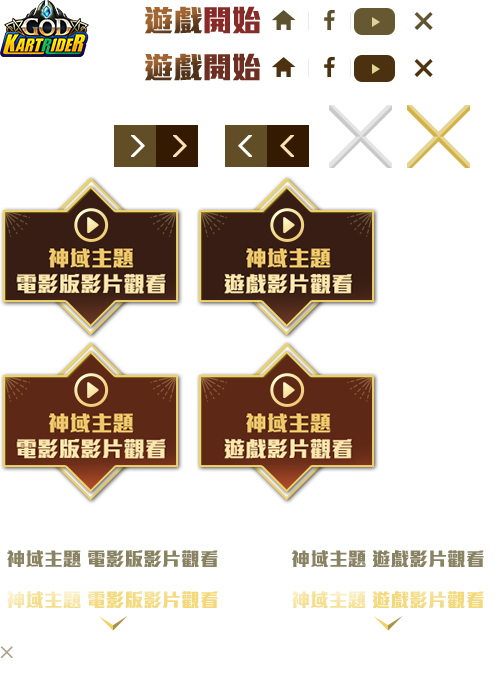 GOD
KARTRIDER
遊戲開始
遊戲開始
神域主題
電影版影片觀看
神域主題
遊戲影片觀看
神域主題
電影版影片觀看
神域主題
遊戲影片觀看
神域主題 電影版影片觀看
神域主題 遊戲影片觀看
神域主題 電影版影片觀看
神域主題 遊戲影片觀看